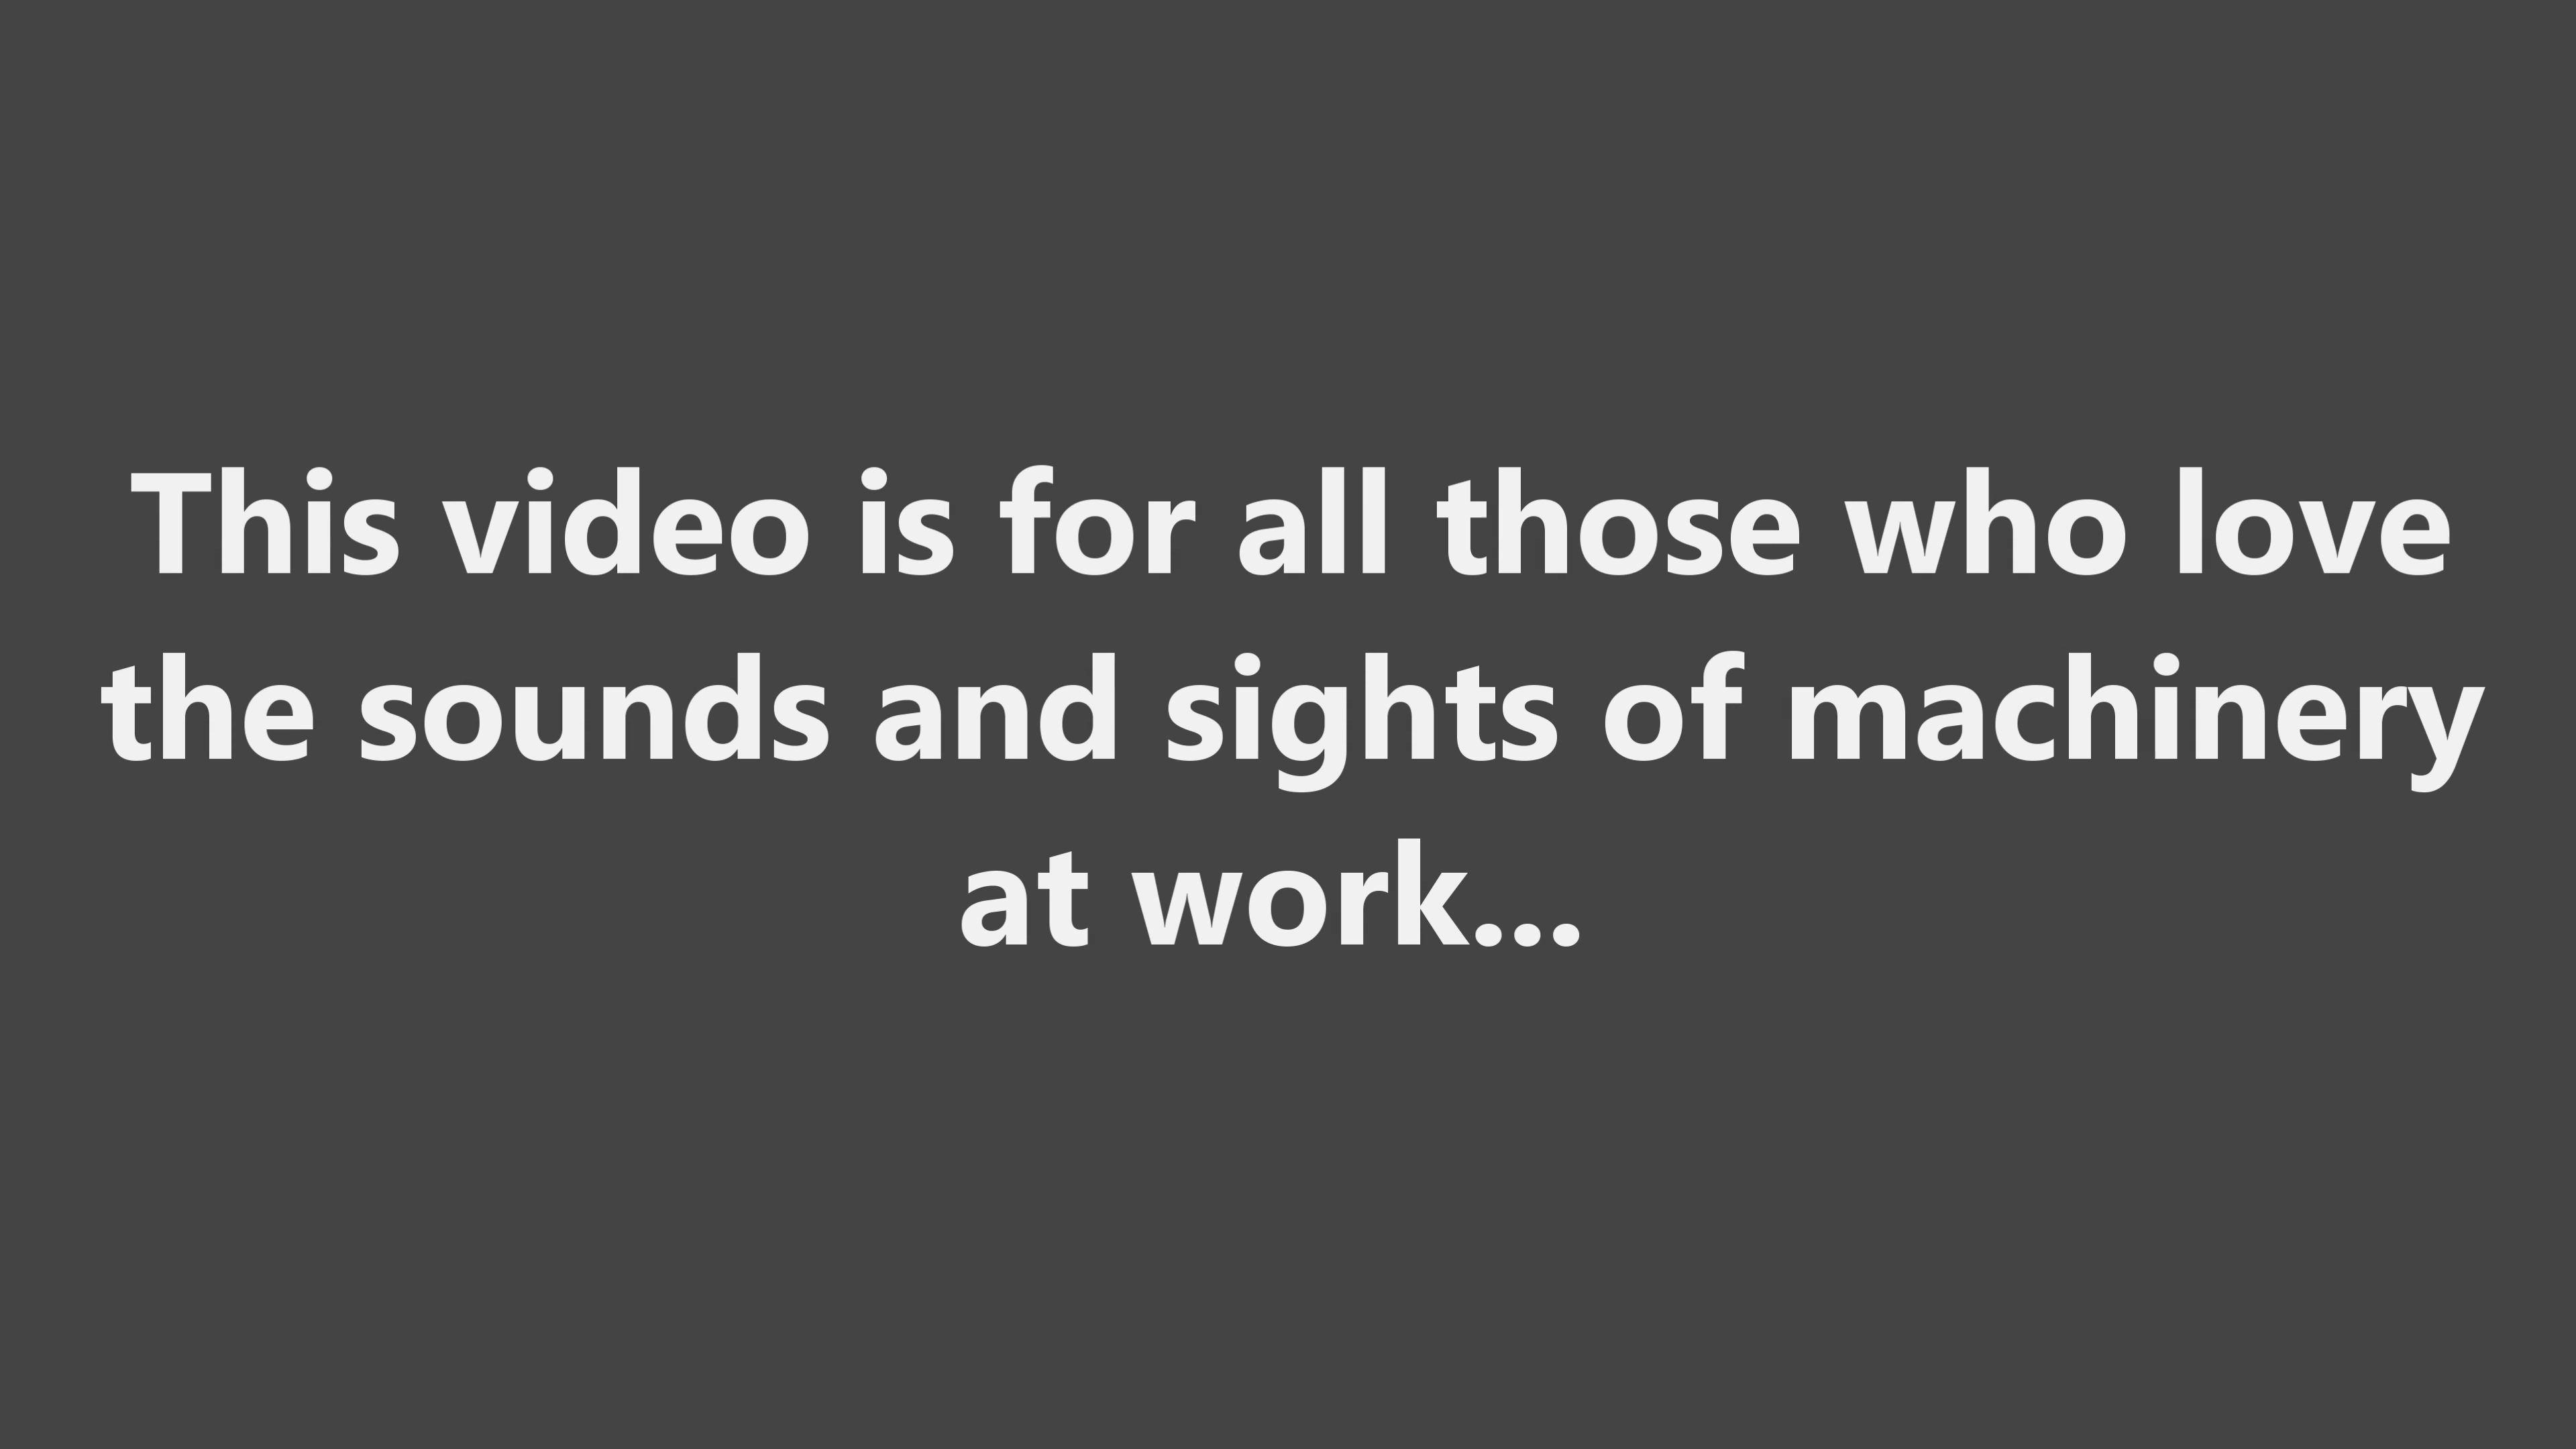 This video is for all those who love
the sounds and sights of machinery
at work...